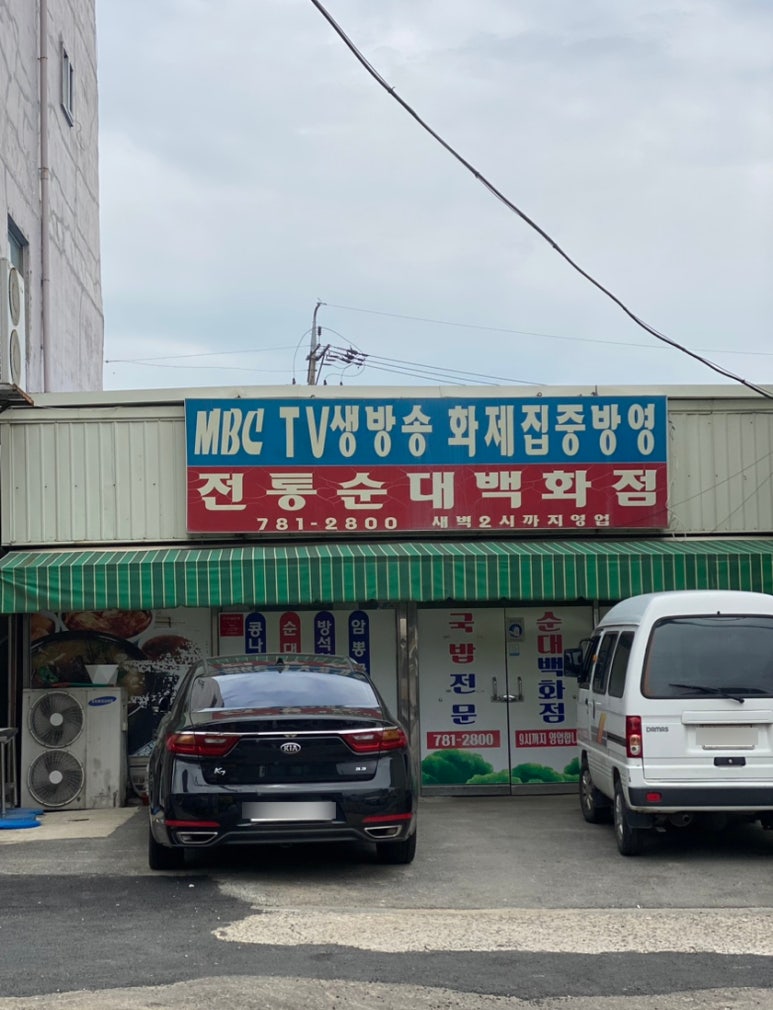 MBC TV생방송 화제집중방영
전통순대백화점
781-2800 새벽2시까지영업
콩나
순대
방석
암뽕
국밥전문
순대백화점
781-2800
9시까지 영업합니
SAMSUNG
KIA
K7
3.3
DAMAS